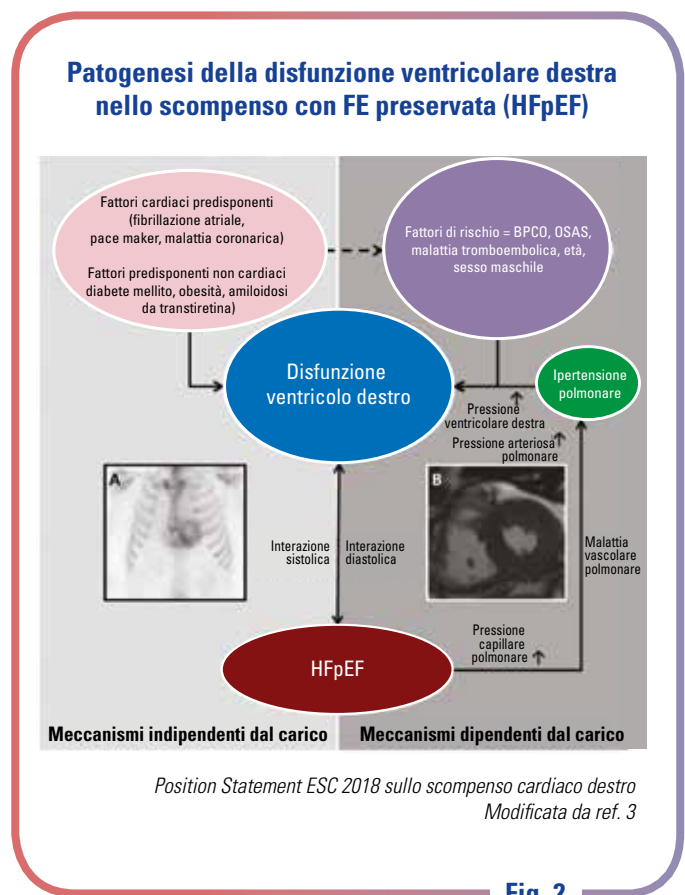 Patogenesi della disfunzione ventricolare destra
nello scompenso con FE preservata (HFpEF)
Fattori cardiaci predisponenti
(fibrillazione atriale,
pace maker, malattia coronarica)
Fattori predisponenti non cardiaci
diabete mellito, obesità, amiloidosi
da transtiretina)
Fattori di rischio = BPCO, OSAS,
malattia tromboembolica, età,
sesso maschile
Disfunzione
ventricolo destro
Ipertensione
polmonare
Pressione
ventricolare destra
Pressione arteriosa
polmonare
A
B
Interazione
sistolica
Interazione
diastolica
Malattia
vascolare
polmonare
Pressione
capillare
polmonare
HFpEF
Meccanismi indipendenti dal carico
Meccanismi dipendenti dal carico
Position Statement ESC 2018 sullo scompenso cardiaco destro
Modificata da ref. 3
Fig. 2